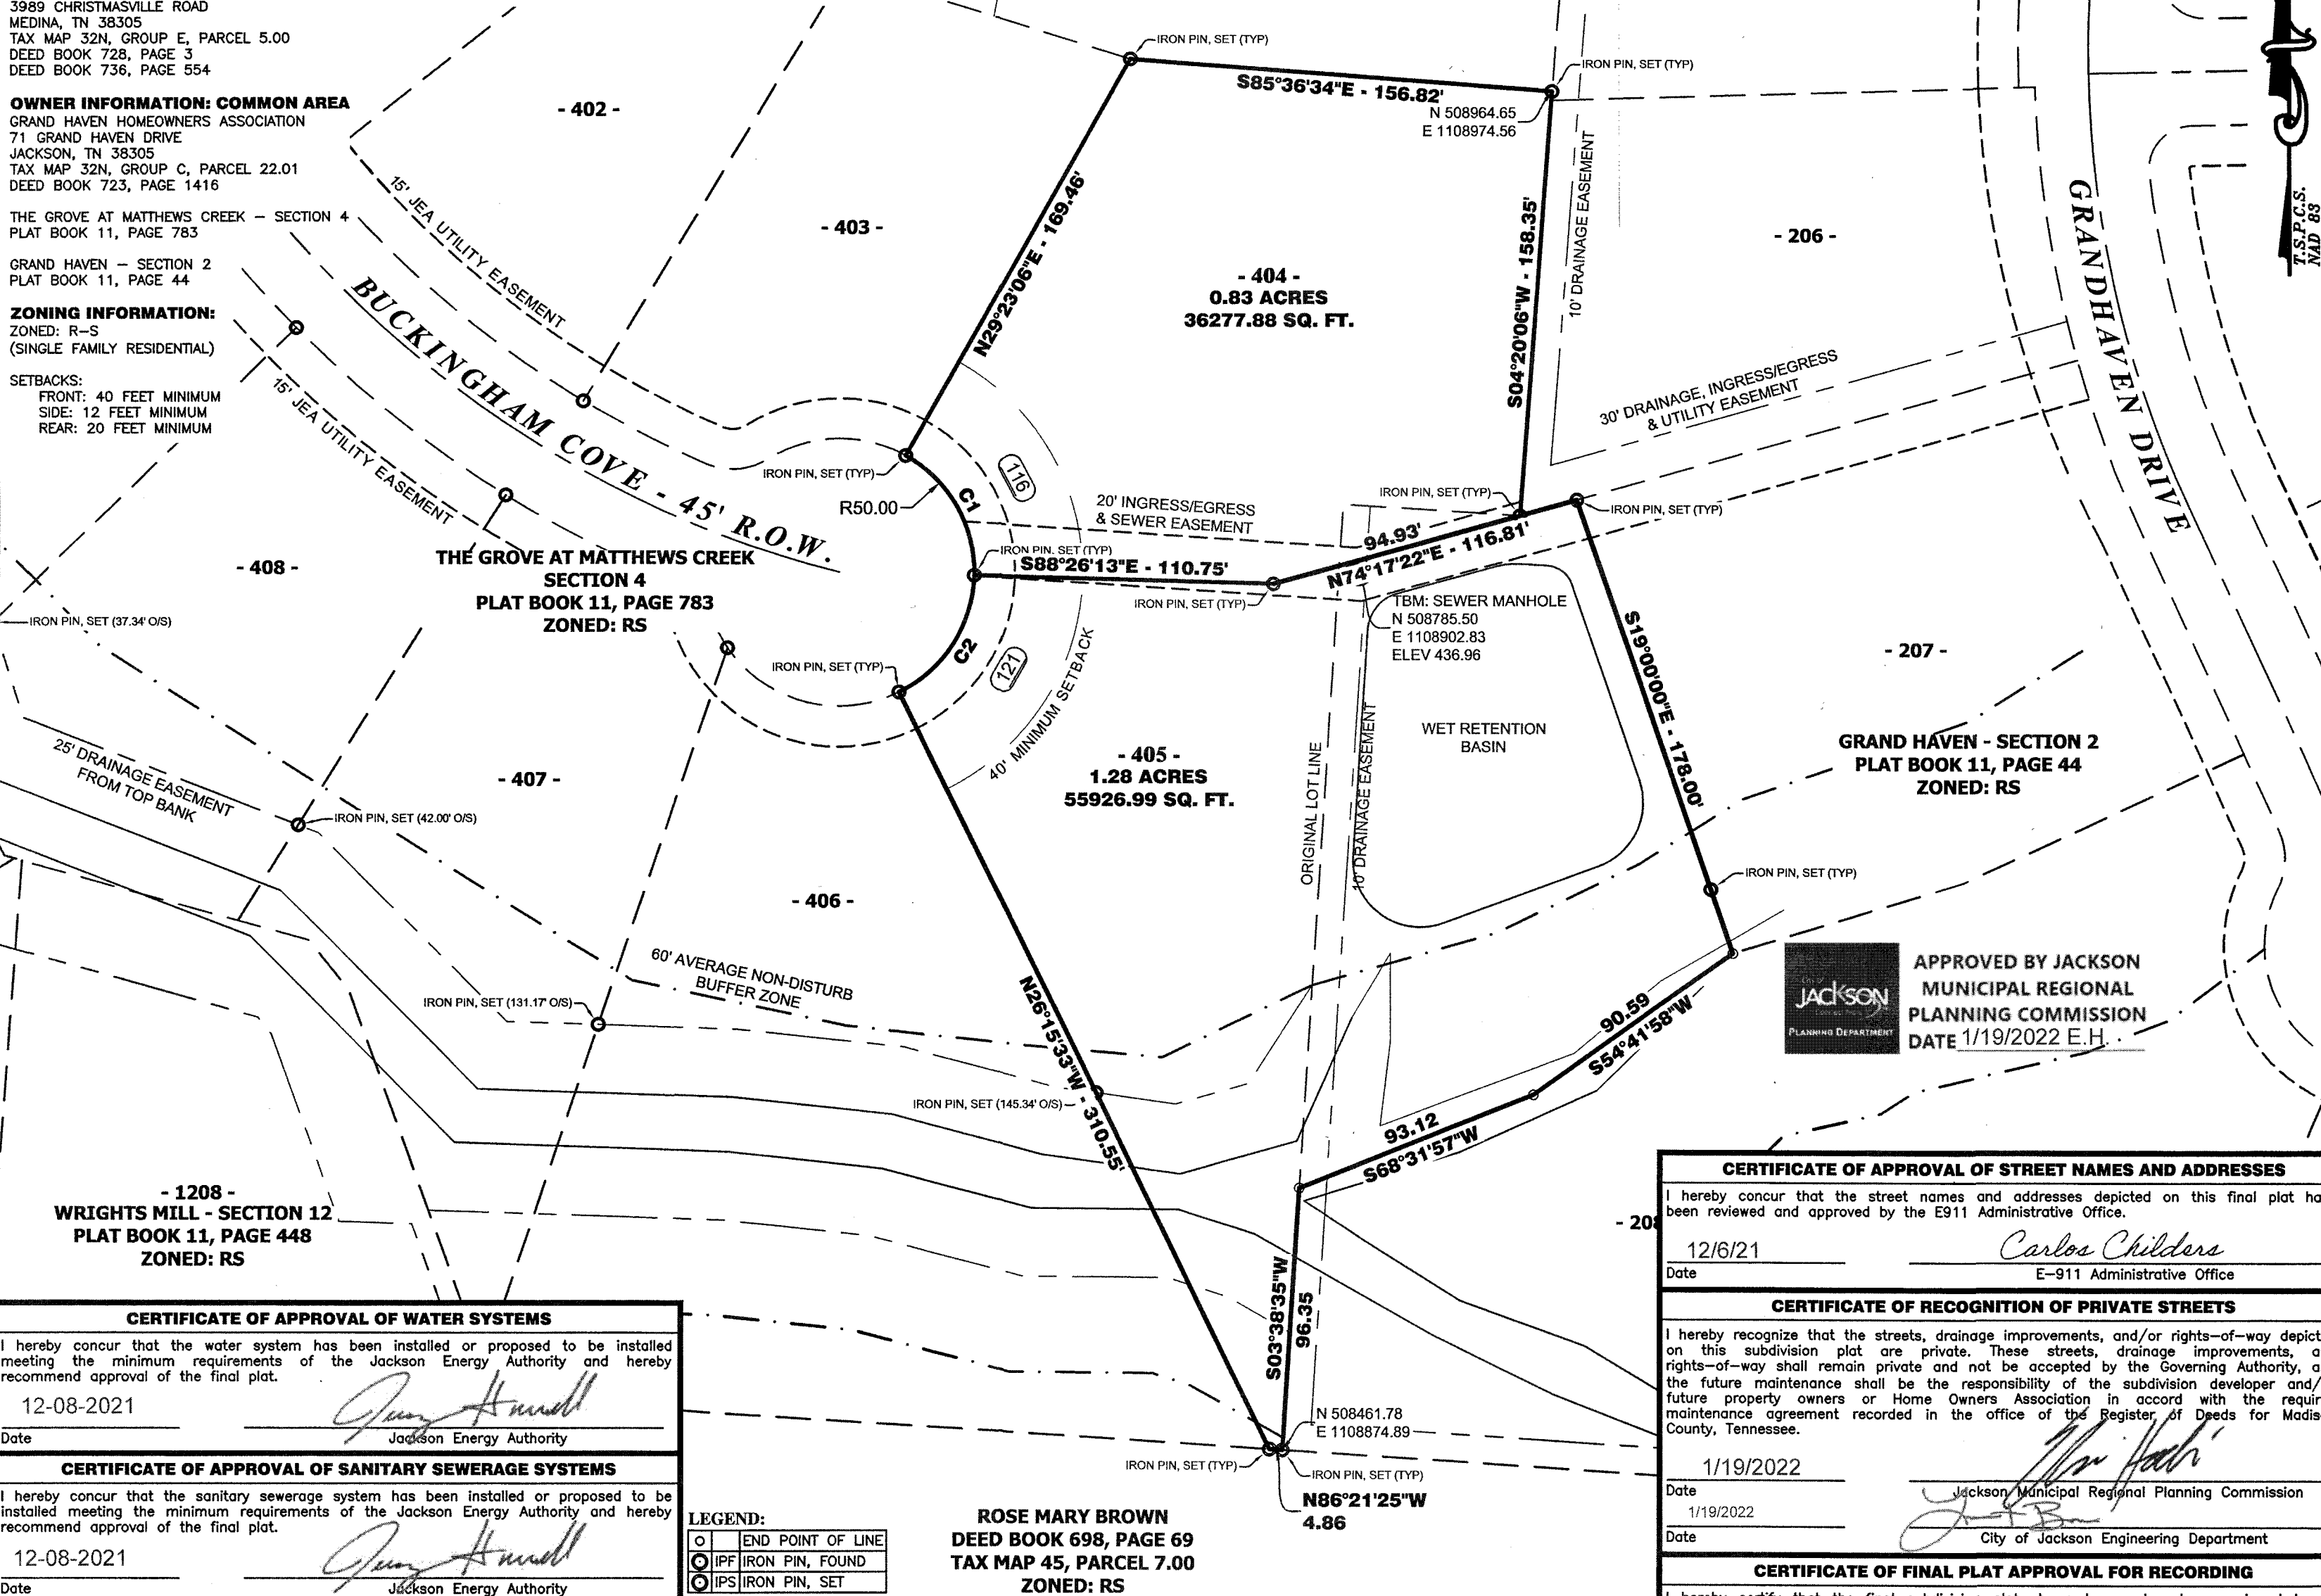 3989 CHRISTMASVILLE ROAD
MEDINA, TN 38305
TAX MAP 32N, GROUP E, PARCEL 5.00
DEED BOOK 728, PAGE 3
DEED BOOK 736, PAGE 554
OWNER INFORMATION: COMMON AREA
GRAND HAVEN HOMEOWNERS ASSOCIATION
71 GRAND HAVEN DRIVE
JACKSON, TN 38305
TAX MAP 32N, GROUP C, PARCEL 22.01
DEED BOOK 723, PAGE 1416
THE GROVE AT MATTHEWS CREEK – SECTION 4
PLAT BOOK 11, PAGE 783
GRAND HAVEN – SECTION 2
PLAT BOOK 11, PAGE 44
ZONING INFORMATION:
ZONED: R–S
(SINGLE FAMILY RESIDENTIAL)
SETBACKS:
FRONT: 40 FEET MINIMUM
SIDE: 12 FEET MINIMUM
REAR: 20 FEET MINIMUM
- 402 -
- 403 -
15' JEA UTILITY EASEMENT
15' JEA UTILITY EASEMENT
BUCKINGHAM COVE - 45' R.O.W.
IRON PIN, SET (TYP)
S85°36'34"E - 156.82'
IRON PIN, SET (TYP)
N 508964.65
E 1108974.56
N29°23'06"E - 169.46'
- 404 -
0.83 ACRES
36277.88 SQ. FT.
S04°20'06"W - 158.35'
10' DRAINAGE EASEMENT
- 206 -
GRANDHAVEN DRIVE
T.S.P.C.S.
NAD 83
30' DRAINAGE, INGRESS/EGRESS
& UTILITY EASEMENT
IRON PIN, SET (TYP)
R50.00
C1
116
20' INGRESS/EGRESS
& SEWER EASEMENT
IRON PIN, SET (TYP)
IRON PIN, SET (TYP)
94.93'
N74°17'22"E - 116.81'
IRON PIN, SET (TYP)
S88°26'13"E - 110.75'
IRON PIN, SET (TYP)
TBM: SEWER MANHOLE
N 508785.50
E 1108902.83
ELEV 436.96
- 408 -
THE GROVE AT MATTHEWS CREEK
SECTION 4
PLAT BOOK 11, PAGE 783
ZONED: RS
IRON PIN, SET (37.34' O/S)
IRON PIN, SET (TYP)
C2
121
40' MINIMUM SETBACK
S19°00'00"E - 178.00'
- 207 -
GRAND HAVEN - SECTION 2
PLAT BOOK 11, PAGE 44
ZONED: RS
WET RETENTION
BASIN
- 405 -
1.28 ACRES
55926.99 SQ. FT.
ORIGINAL LOT LINE
10' DRAINAGE EASEMENT
25' DRAINAGE EASEMENT
FROM TOP BANK
- 407 -
IRON PIN, SET (42.00' O/S)
- 406 -
IRON PIN, SET (TYP)
60' AVERAGE NON-DISTURB
BUFFER ZONE
IRON PIN, SET (131.17' O/S)
N26°15'33"W - 310.55'
IRON PIN, SET (145.34' O/S)
90.59
S54°41'58"W
93.12
S68°31'57"W
JACKSON
PLANNING DEPARTMENT
APPROVED BY JACKSON
MUNICIPAL REGIONAL
PLANNING COMMISSION
DATE 1/19/2022 E.H.
- 1208 -
WRIGHTS MILL - SECTION 12
PLAT BOOK 11, PAGE 448
ZONED: RS
S03°38'35"W
96.35
N 508461.78
E 1108874.89
IRON PIN, SET (TYP)
IRON PIN, SET (TYP)
N86°21'25"W
4.86
ROSE MARY BROWN
DEED BOOK 698, PAGE 69
TAX MAP 45, PARCEL 7.00
ZONED: RS
CERTIFICATE OF APPROVAL OF WATER SYSTEMS
I hereby concur that the water system has been installed or proposed to be installed
meeting the minimum requirements of the Jackson Energy Authority and hereby
recommend approval of the final plat.
12-08-2021
Date
Jackson Energy Authority
CERTIFICATE OF APPROVAL OF SANITARY SEWERAGE SYSTEMS
I hereby concur that the sanitary sewerage system has been installed or proposed to be
installed meeting the minimum requirements of the Jackson Energy Authority and hereby
recommend approval of the final plat.
12-08-2021
Date
Jackson Energy Authority
LEGEND:
END POINT OF LINE
IPF IRON PIN, FOUND
IPS IRON PIN, SET
- 208
CERTIFICATE OF APPROVAL OF STREET NAMES AND ADDRESSES
I hereby concur that the street names and addresses depicted on this final plat ha
been reviewed and approved by the E911 Administrative Office.
12/6/21
Carlos Childers
Date
E–911 Administrative Office
CERTIFICATE OF RECOGNITION OF PRIVATE STREETS
I hereby recognize that the streets, drainage improvements, and/or rights–of–way depict
on this subdivision plat are private. These streets, drainage improvements, a
rights–of–way shall remain private and not be accepted by the Governing Authority, a
the future maintenance shall be the responsibility of the subdivision developer and/
future property owners or Home Owners Association in accord with the requir
maintenance agreement recorded in the office of the Register of Deeds for Madis
County, Tennessee.
1/19/2022
Date
Jackson Municipal Regional Planning Commission
1/19/2022
Date
City of Jackson Engineering Department
CERTIFICATE OF FINAL PLAT APPROVAL FOR RECORDING